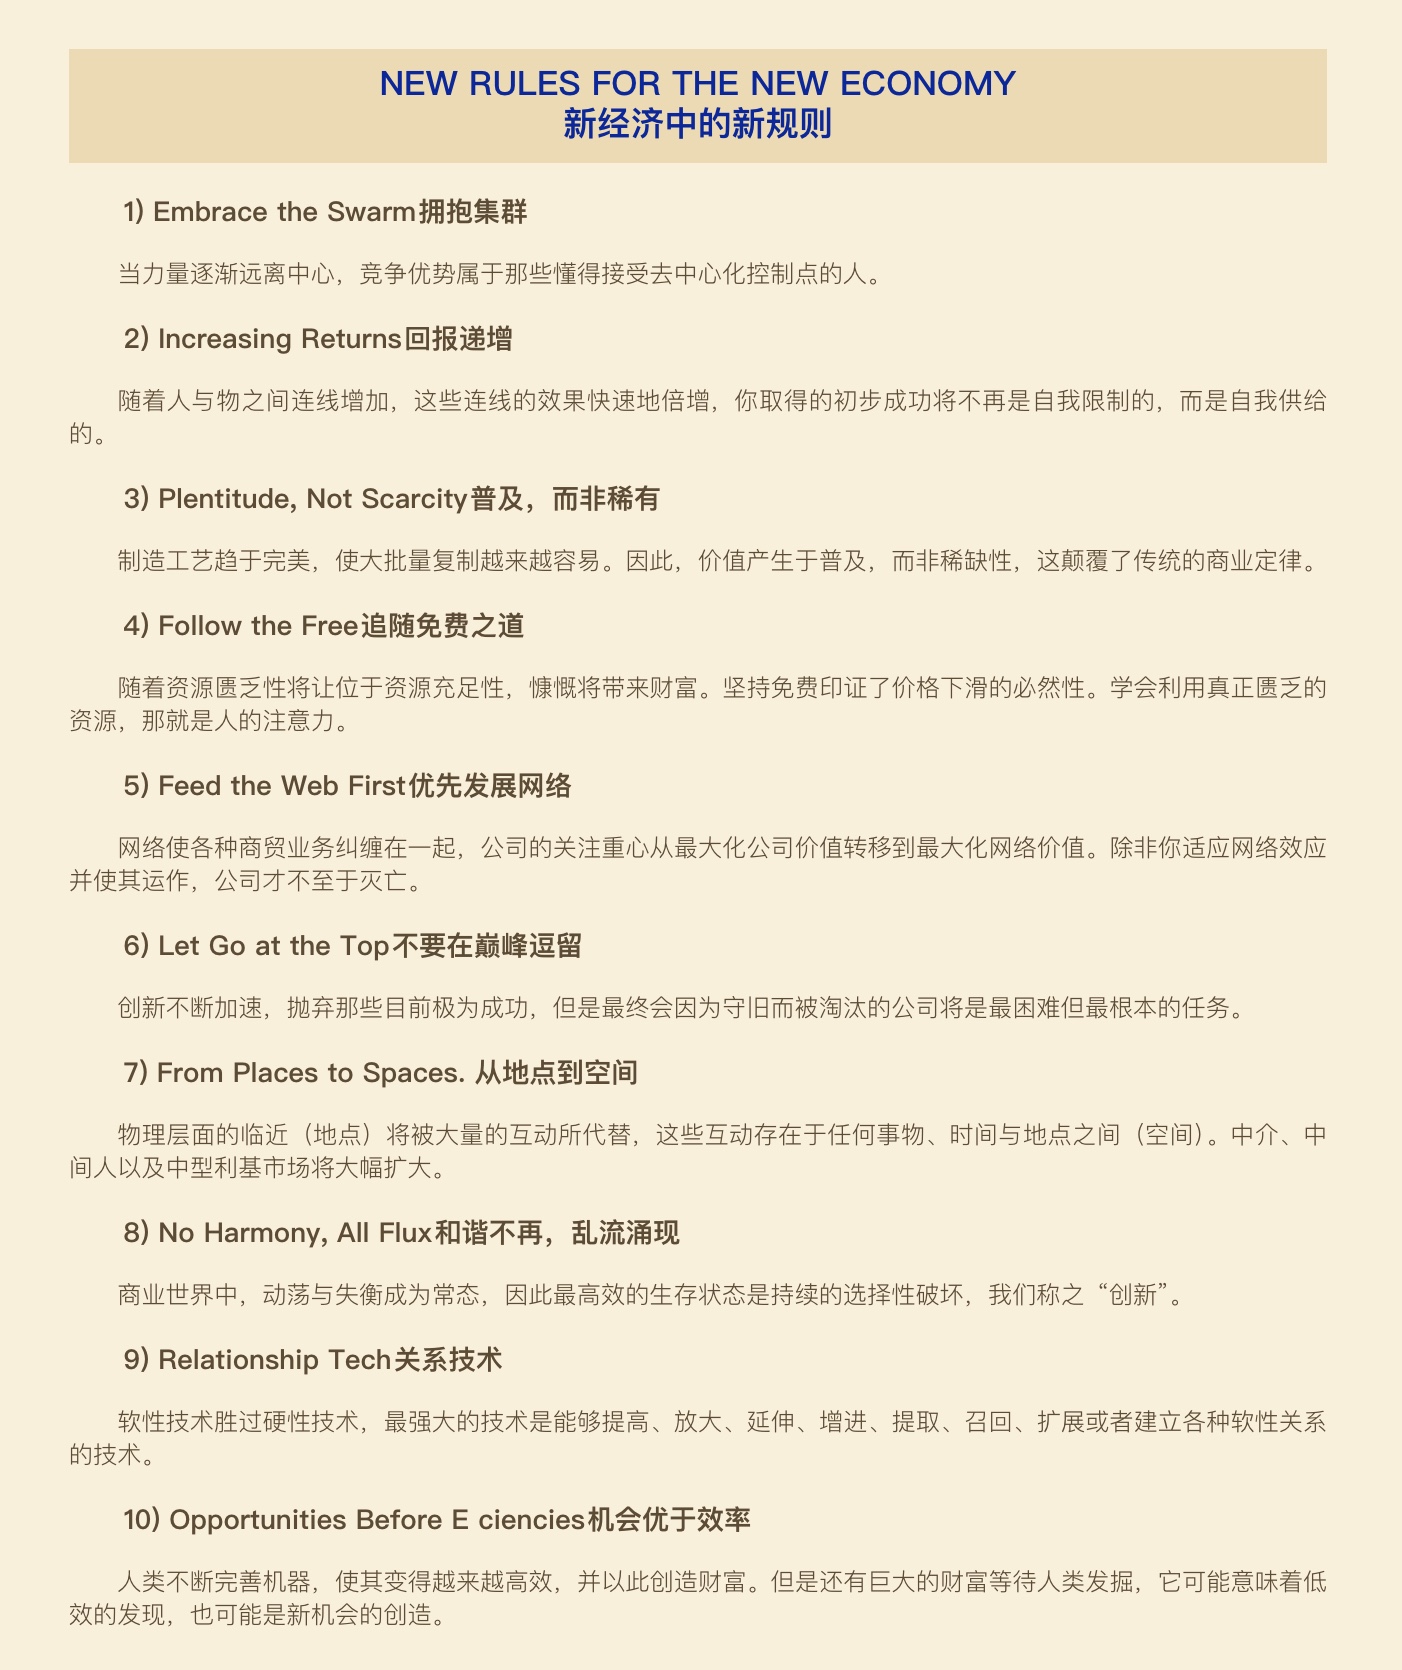 NEW RULES FOR THE NEW ECONOMY
新经济中的新规则
1) Embrace the Swarm拥抱集群
当力量逐渐远离中心，竞争优势属于那些懂得接受去中心化控制点的人。
2) Increasing Returns回报递增
随着人与物之间连线增加，这些连线的效果快速地倍增，你取得的初步成功将不再是自我限制的，而是自我供给
的。
3) Plentitude, Not Scarcity普及，而非稀有
制造工艺趋于完美，使大批量复制越来越容易。因此，价值产生于普及，而非稀缺性，这颠覆了传统的商业定律。
4) Follow the Free追随免费之道
随着资源匮乏性将让位于资源充足性，慷慨将带来财富。坚持免费印证了价格下滑的必然性。学会利用真正匮乏的
资源，那就是人的注意力。
5) Feed the Web First优先发展网络
网络使各种商贸业务纠缠在一起，公司的关注重心从最大化公司价值转移到最大化网络价值。除非你适应网络效应
并使其运作，公司才不至于灭亡。
6) Let Go at the Top不要在巅峰逗留
创新不断加速，抛弃那些目前极为成功，但是最终会因为守旧而被淘汰的公司将是最困难但最根本的任务。
7) From Places to Spaces. 从地点到空间
物理层面的临近（地点）将被大量的互动所代替，这些互动存在于任何事物、时间与地点之间（空间）。中介、中
间人以及中型利基市场将大幅扩大。
8) No Harmony, All Flux和谐不再，乱流涌现
商业世界中，动荡与失衡成为常态，因此最高效的生存状态是持续的选择性破坏，我们称之“创新”。
9) Relationship Tech关系技术
软性技术胜过硬性技术，最强大的技术是能够提高、放大、延伸、增进、提取、召回、扩展或者建立各种软性关系
的技术。
10) Opportunities Before E ciencies机会优于效率
人类不断完善机器，使其变得越来越高效，并以此创造财富。但是还有巨大的财富等待人类发掘，它可能意味着低
效的发现，也可能是新机会的创造。